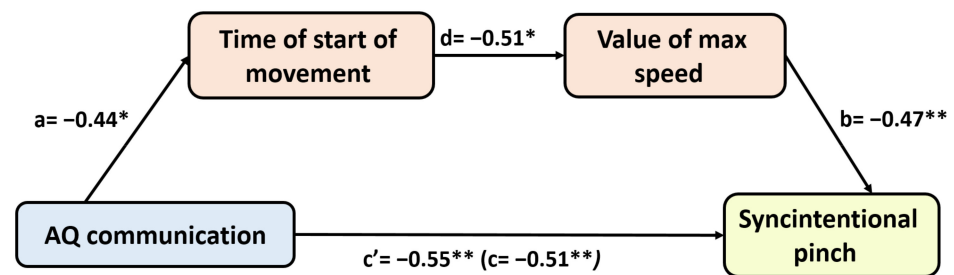 Time of start of
movement
d= −0.51*
Value of max
speed
a= −0.44*
b= −0.47**
AQ communication
Syncintentional
pinch
c’= −0.55** (c= −0.51**)